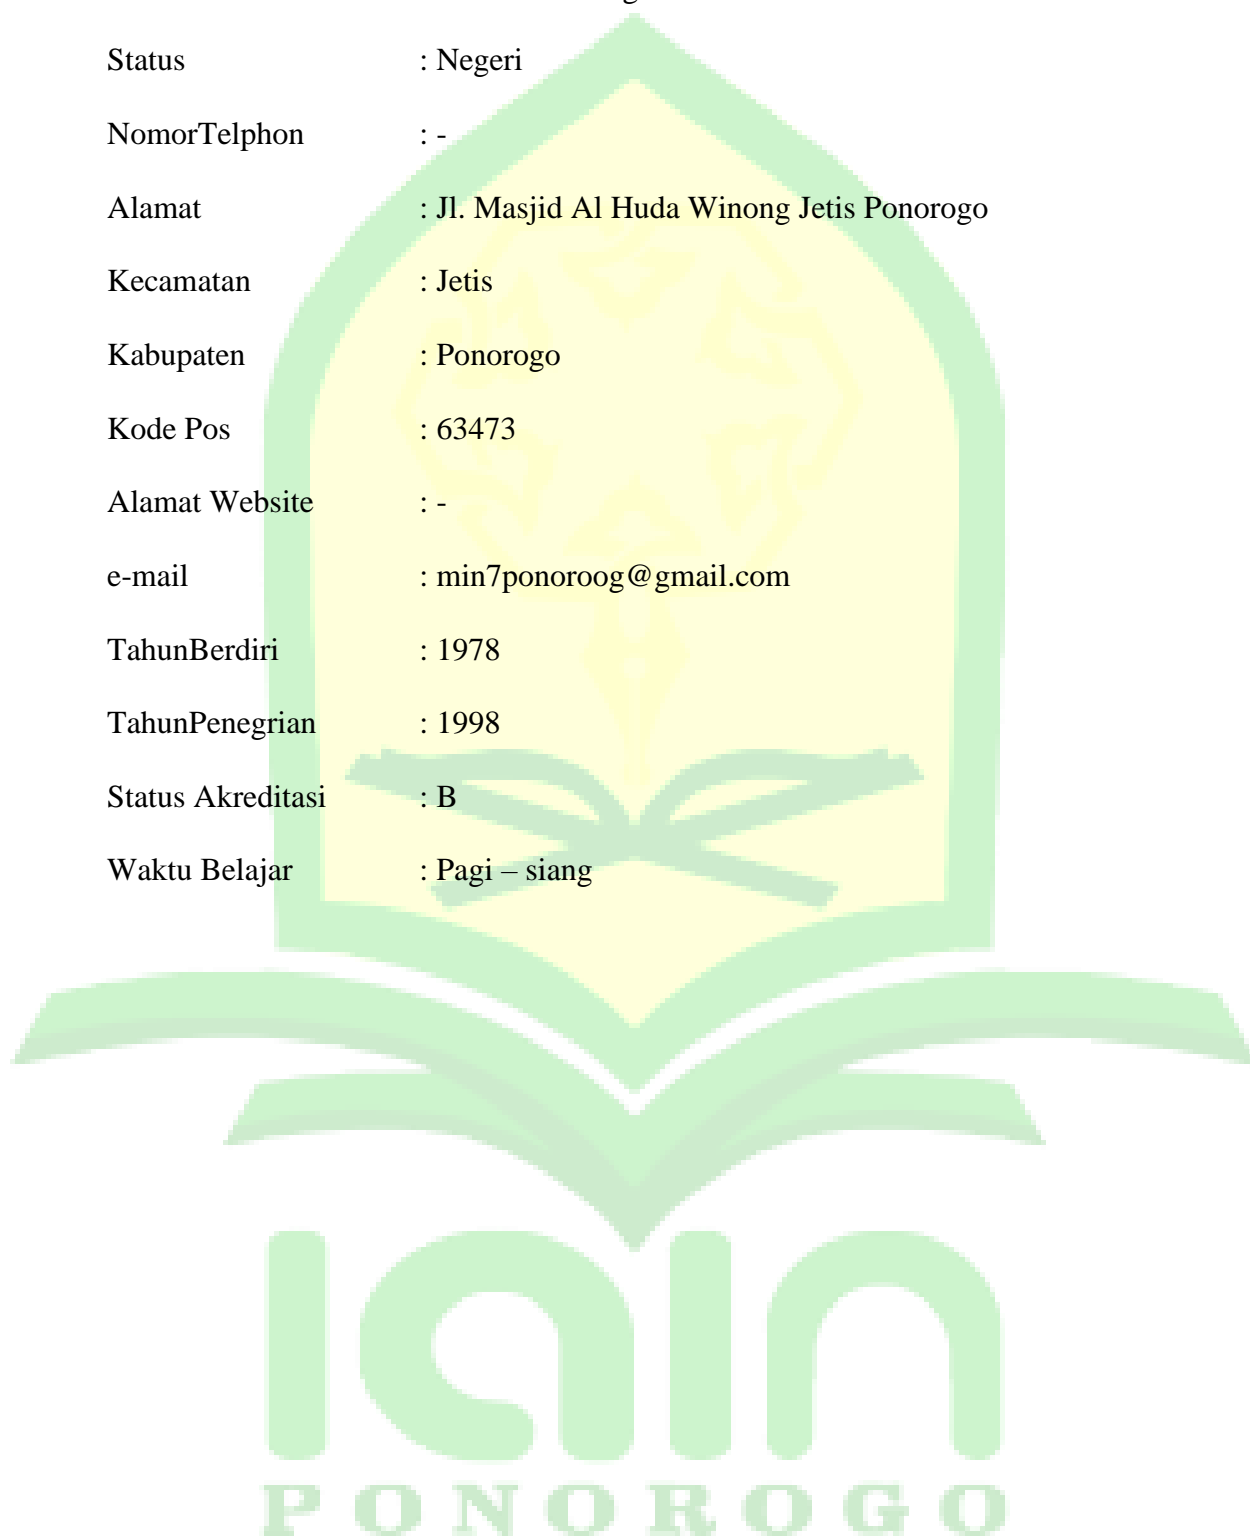 Status : Negeri
NomorTelphon : -
Alamat : Jl. Masjid Al Huda Winong Jetis Ponorogo
Kecamatan : Jetis
Kabupaten : Ponorogo
Kode Pos : 63473
Alamat Website : -
e-mail : min7ponoroog@gmail.com
TahunBerdiri : 1978
TahunPenegrian : 1998
Status Akreditasi : B
Waktu Belajar : Pagi – siang
iain
PONOROGO